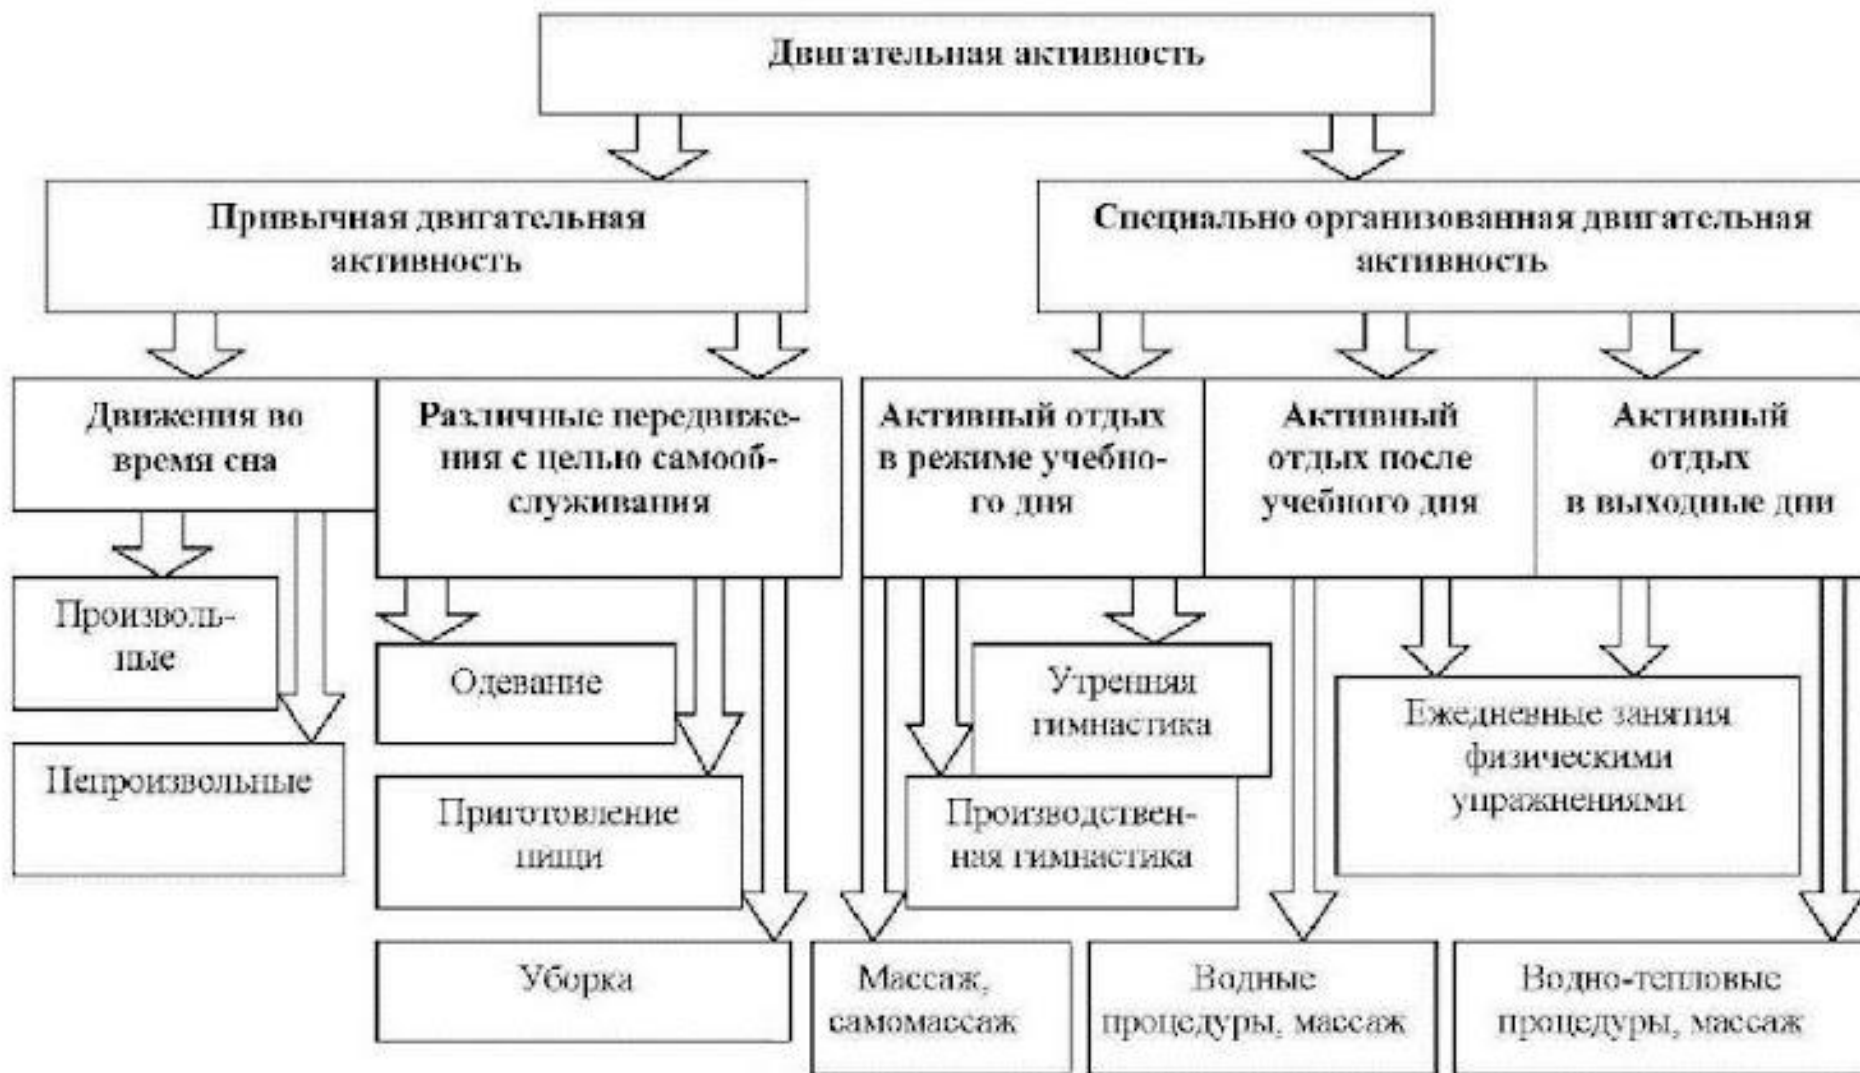 Двигательная активность
Привычная двигательная
активность
Специально организованная двигательная
активность
Движения во
время сна
Различные передвиже-
ния с целью самооб-
служивания
Активный отдых
в режиме учебно-
го дня
Активный
отдых после
учебного дня
Активный
отдых
в выходные дни
Произволь-
ные
Непроизвольные
Одевание
Приготовление
пищи
Уборка
Утренняя
гимнастика
Производствен-
ная гимнастика
Ежедневные занятия
физическими
упражнениями
Массаж,
самомассаж
Водные
процедуры, массаж
Водно-тепловые
процедуры, массаж